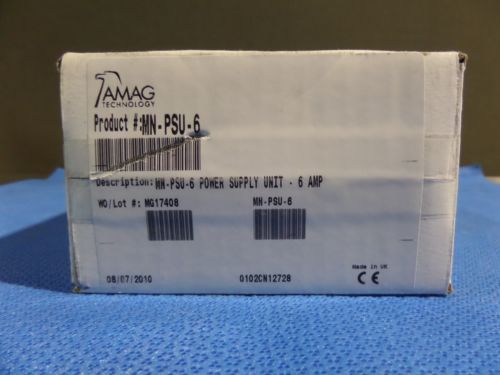 AMAG
TECHNOLOGY
Product #:MN-PSU-6
Description:MN-PSU-6 POWER SUPPLY UNIT - 6 AMP
WO/Lot #: MG17408 MN-PSU-6
08/07/2010 0102CN12728
Made in UK
CE